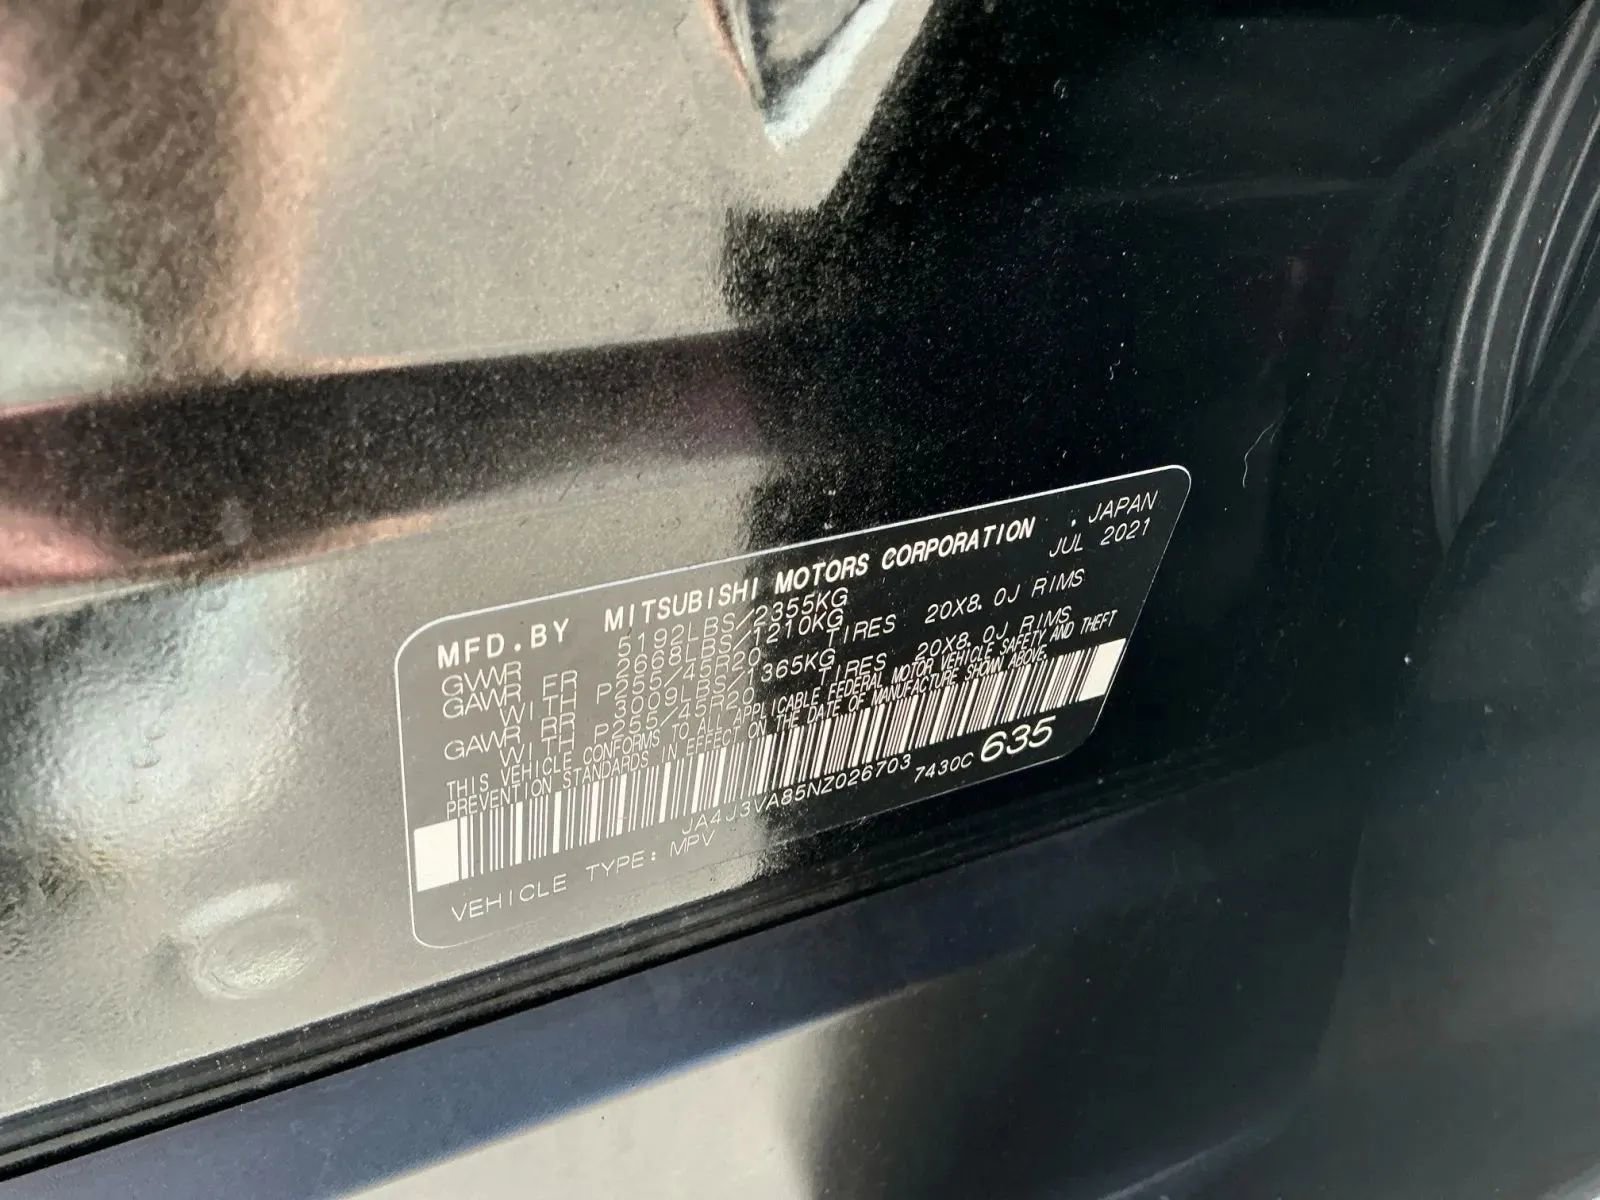 MFD.BY MITSUBISHI MOTORS CORPORATION . JAPAN
JUL 2021
GVWR 5192LBS/2355KG
GAWR FR 2668LBS/1210KG
WITH P255/45R20 TIRES 20X8.0J RIMS
GAWR RR 3009LBS/1365KG
WITH P255/45R20 TIRES 20X8.0J RIMS
THIS VEHICLE CONFORMS TO ALL APPLICABLE FEDERAL MOTOR VEHICLE SAFETY AND THEFT
PREVENTION STANDARDS IN EFFECT ON THE DATE OF MANUFACTURE SHOWN ABOVE.
JA4J3VA85NZ026703 7430C 635
VEHICLE TYPE: MPV